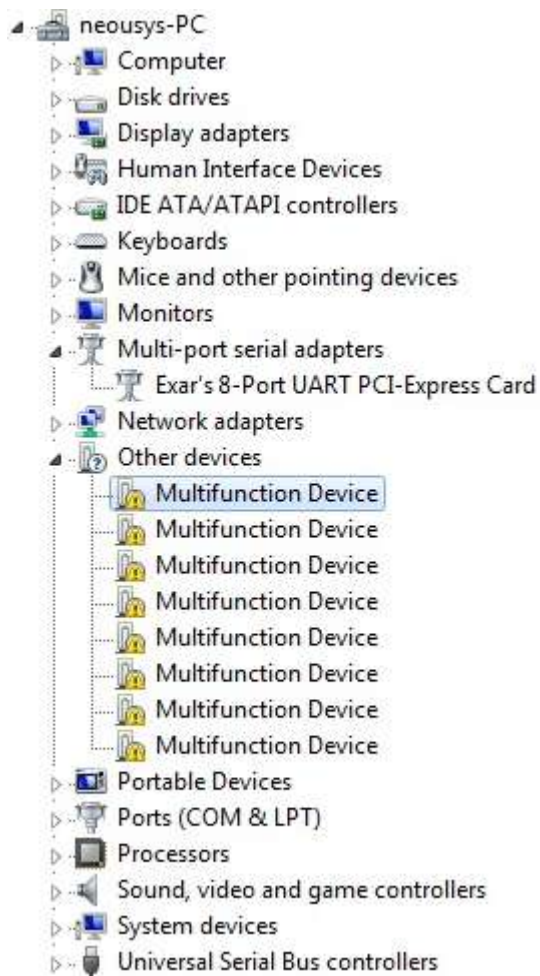 neousys-PC
Computer
Disk drives
Display adapters
Human Interface Devices
IDE ATA/ATAPI controllers
Keyboards
Mice and other pointing devices
Monitors
Multi-port serial adapters
Exar's 8-Port UART PCI-Express Card
Network adapters
Other devices
Multifunction Device
Multifunction Device
Multifunction Device
Multifunction Device
Multifunction Device
Multifunction Device
Multifunction Device
Multifunction Device
Portable Devices
Ports (COM & LPT)
Processors
Sound, video and game controllers
System devices
Universal Serial Bus controllers